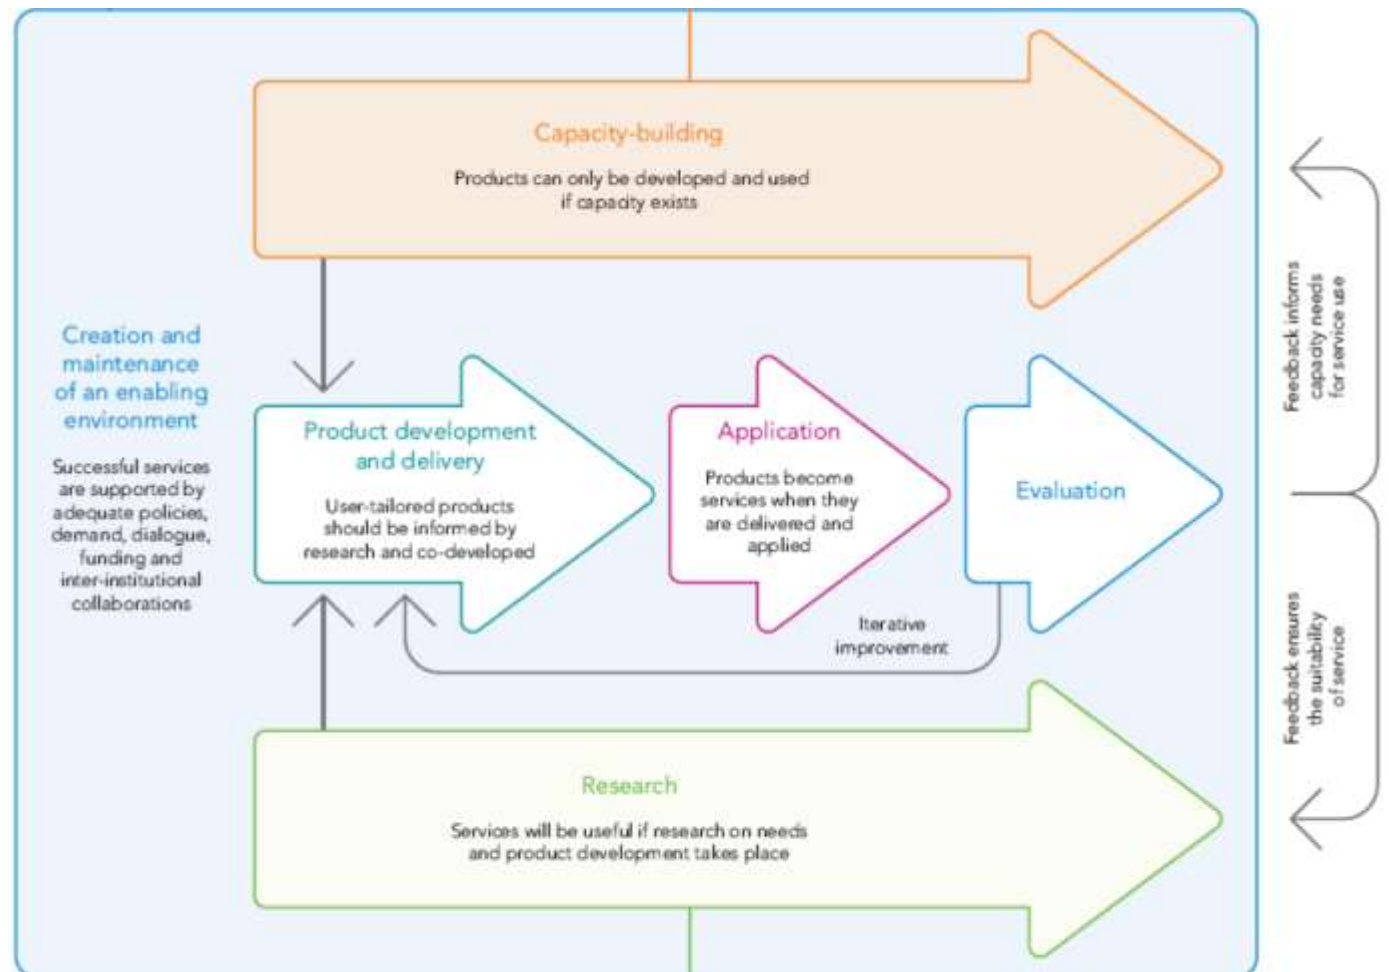 Capacity-building
Products can only be developed and used
if capacity exists
Creation and
maintenance
of an enabling
environment
Successful services
are supported by
adequate policies,
demand, dialogue,
funding and
inter-institutional
collaborations
Product development
and delivery
User-tailored products
should be informed by
research and co-developed
Application
Products become
services when they
are delivered and
applied
Evaluation
Iterative
improvement
Research
Services will be useful if research on needs
and product development takes place
Feedback informs
capacity needs
for service use
Feedback ensures
the suitability
of service